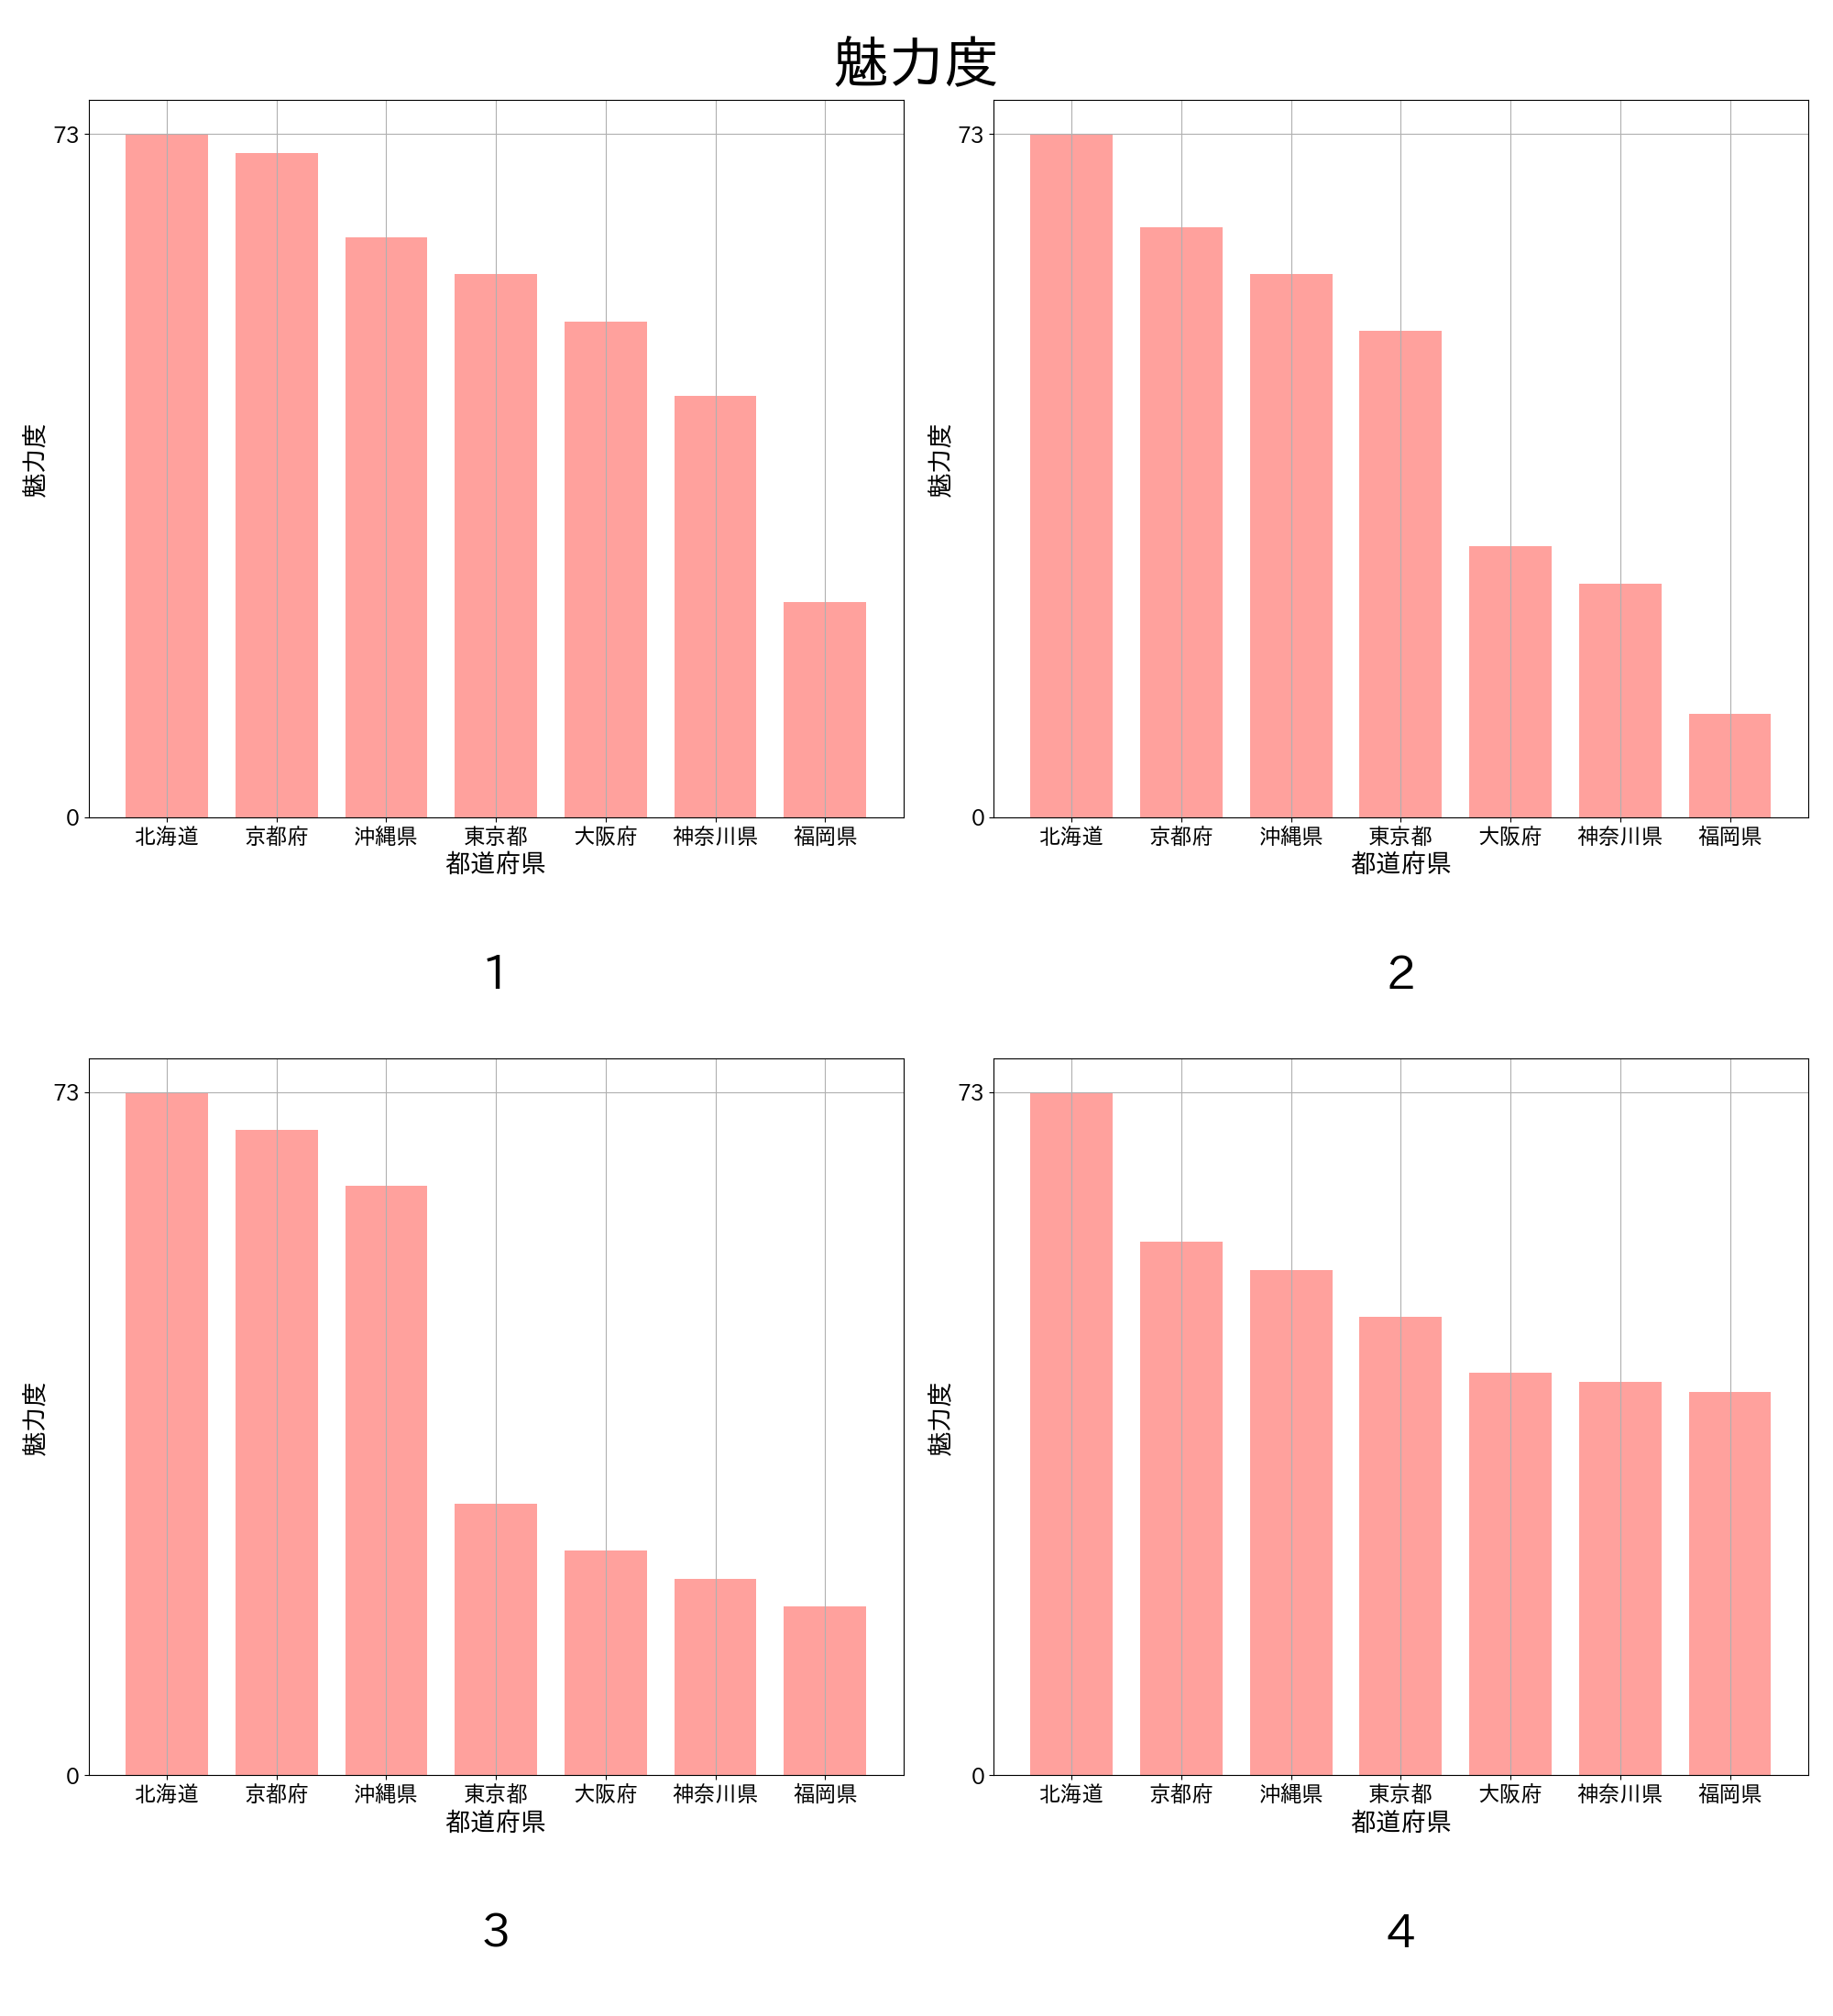 魅力度
73
0
魅力度
北海道 京都府 沖縄県 東京都 大阪府 神奈川県 福岡県
都道府県
1
73
0
魅力度
北海道 京都府 沖縄県 東京都 大阪府 神奈川県 福岡県
都道府県
2
73
0
魅力度
北海道 京都府 沖縄県 東京都 大阪府 神奈川県 福岡県
都道府県
3
73
0
魅力度
北海道 京都府 沖縄県 東京都 大阪府 神奈川県 福岡県
都道府県
4